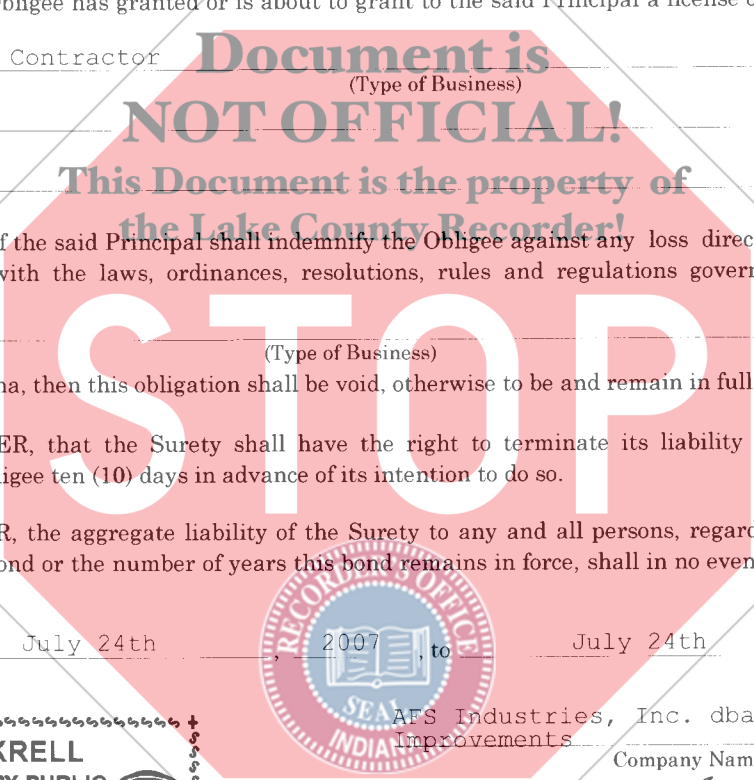 Obligee has granted or is about to grant to the said Principal a license
Contractor
Document is
(Type of Business)
NOT OFFICIAL!
This Document is the property of
the Lake County Recorder!
f the said Principal shall indemnify the Obligee against any loss direc
with the laws, ordinances, resolutions, rules and regulations govern
STOP
(Type of Business)
na, then this obligation shall be void, otherwise to be and remain in full
ER, that the Surety shall have the right to terminate its liability
ligee ten (10) days in advance of its intention to do so.
R, the aggregate liability of the Surety to any and all persons, regard
ond or the number of years this bond remains in force, shall in no even
RECORDER'S OFFICE
July 24th , 2007 , to July 24th
SEAL
INDIANA
AFS Industries, Inc. dba
Improvements
KRELL
Company Nam
RY PUBLIC